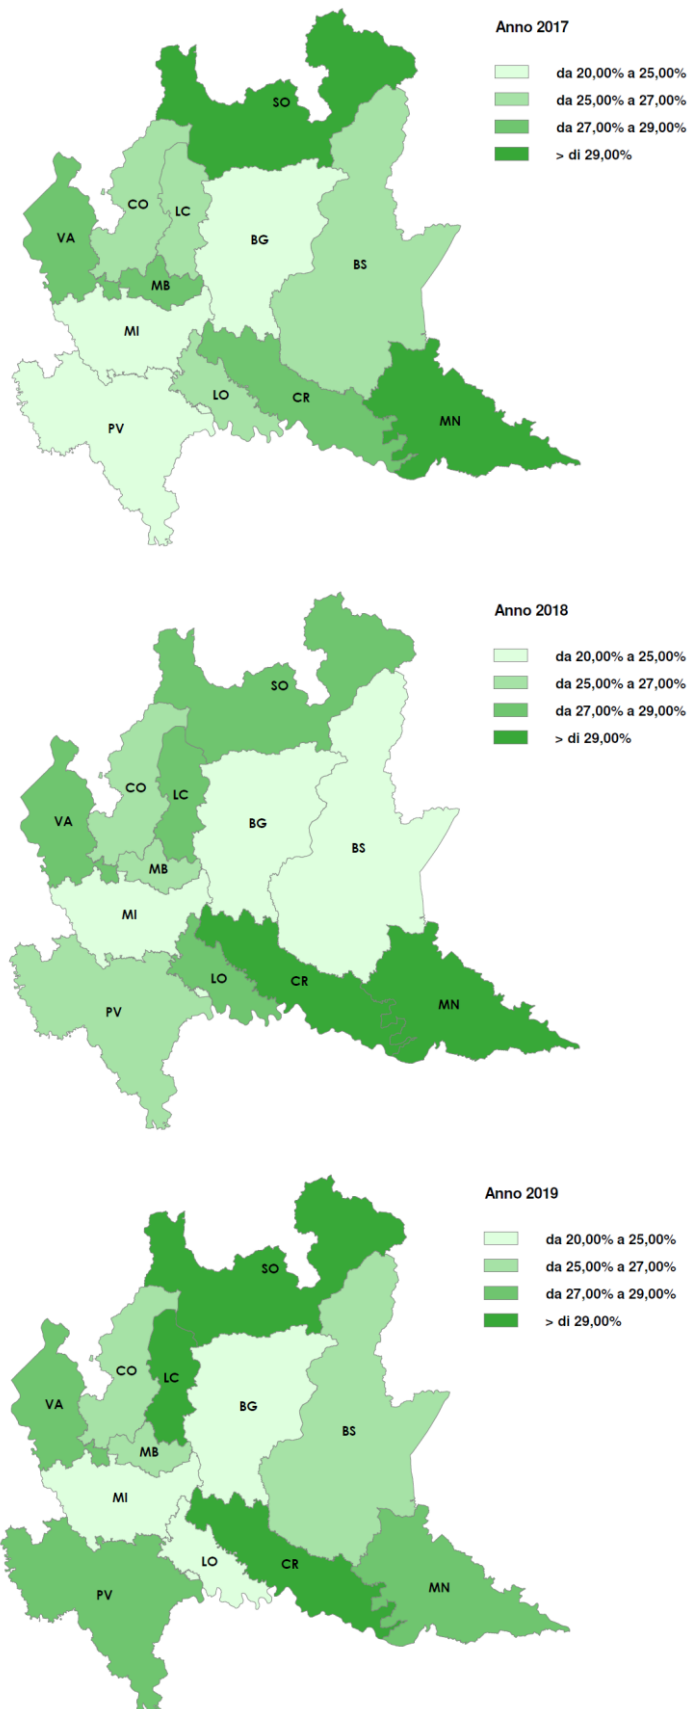 Anno 2017
da 20,00% a 25,00%
da 25,00% a 27,00%
da 27,00% a 29,00%
> di 29,00%
SO
CO
LC
VA
BG
BS
MB
MI
LO
CR
PV
MN
Anno 2018
da 20,00% a 25,00%
da 25,00% a 27,00%
da 27,00% a 29,00%
> di 29,00%
SO
CO
LC
VA
BG
BS
MB
MI
LO
CR
PV
MN
Anno 2019
da 20,00% a 25,00%
da 25,00% a 27,00%
da 27,00% a 29,00%
> di 29,00%
SO
CO
LC
VA
BG
BS
MB
MI
LO
CR
PV
MN